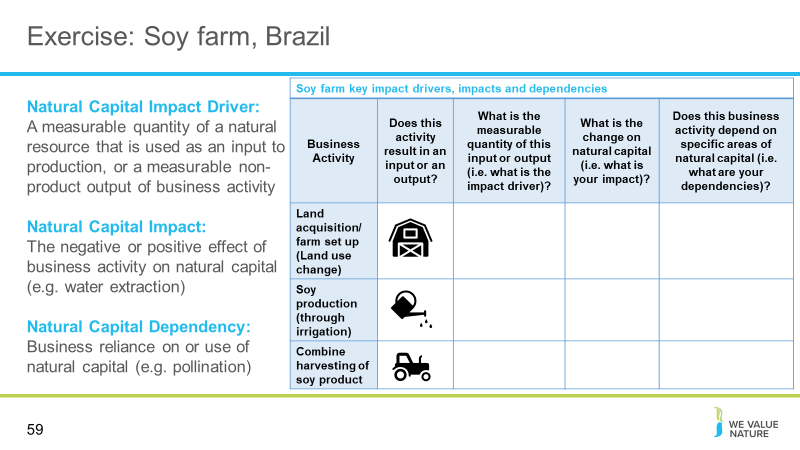 Exercise: Soy farm, Brazil
Natural Capital Impact Driver:
A measurable quantity of a natural
resource that is used as an input to
production, or a measurable non-
product output of business activity
Natural Capital Impact:
The negative or positive effect of
business activity on natural capital
(e.g. water extraction)
Natural Capital Dependency:
Business reliance on or use of
natural capital (e.g. pollination)
Soy farm key impact drivers, impacts and dependencies
Business
Activity
Does this
activity
result in an
input or an
output?
What is the
measurable
quantity of this
input or output
(i.e. what is the
impact driver)?
What is the
change on
natural capital
(i.e. what is
your impact)?
Does this business
activity depend on
specific areas of
natural capital (i.e.
what are your
dependencies)?
Land
acquisition/
farm set up
(Land use
change)
Soy
production
(through
irrigation)
Combine
harvesting of
soy product
59
WE VALUE
NATURE